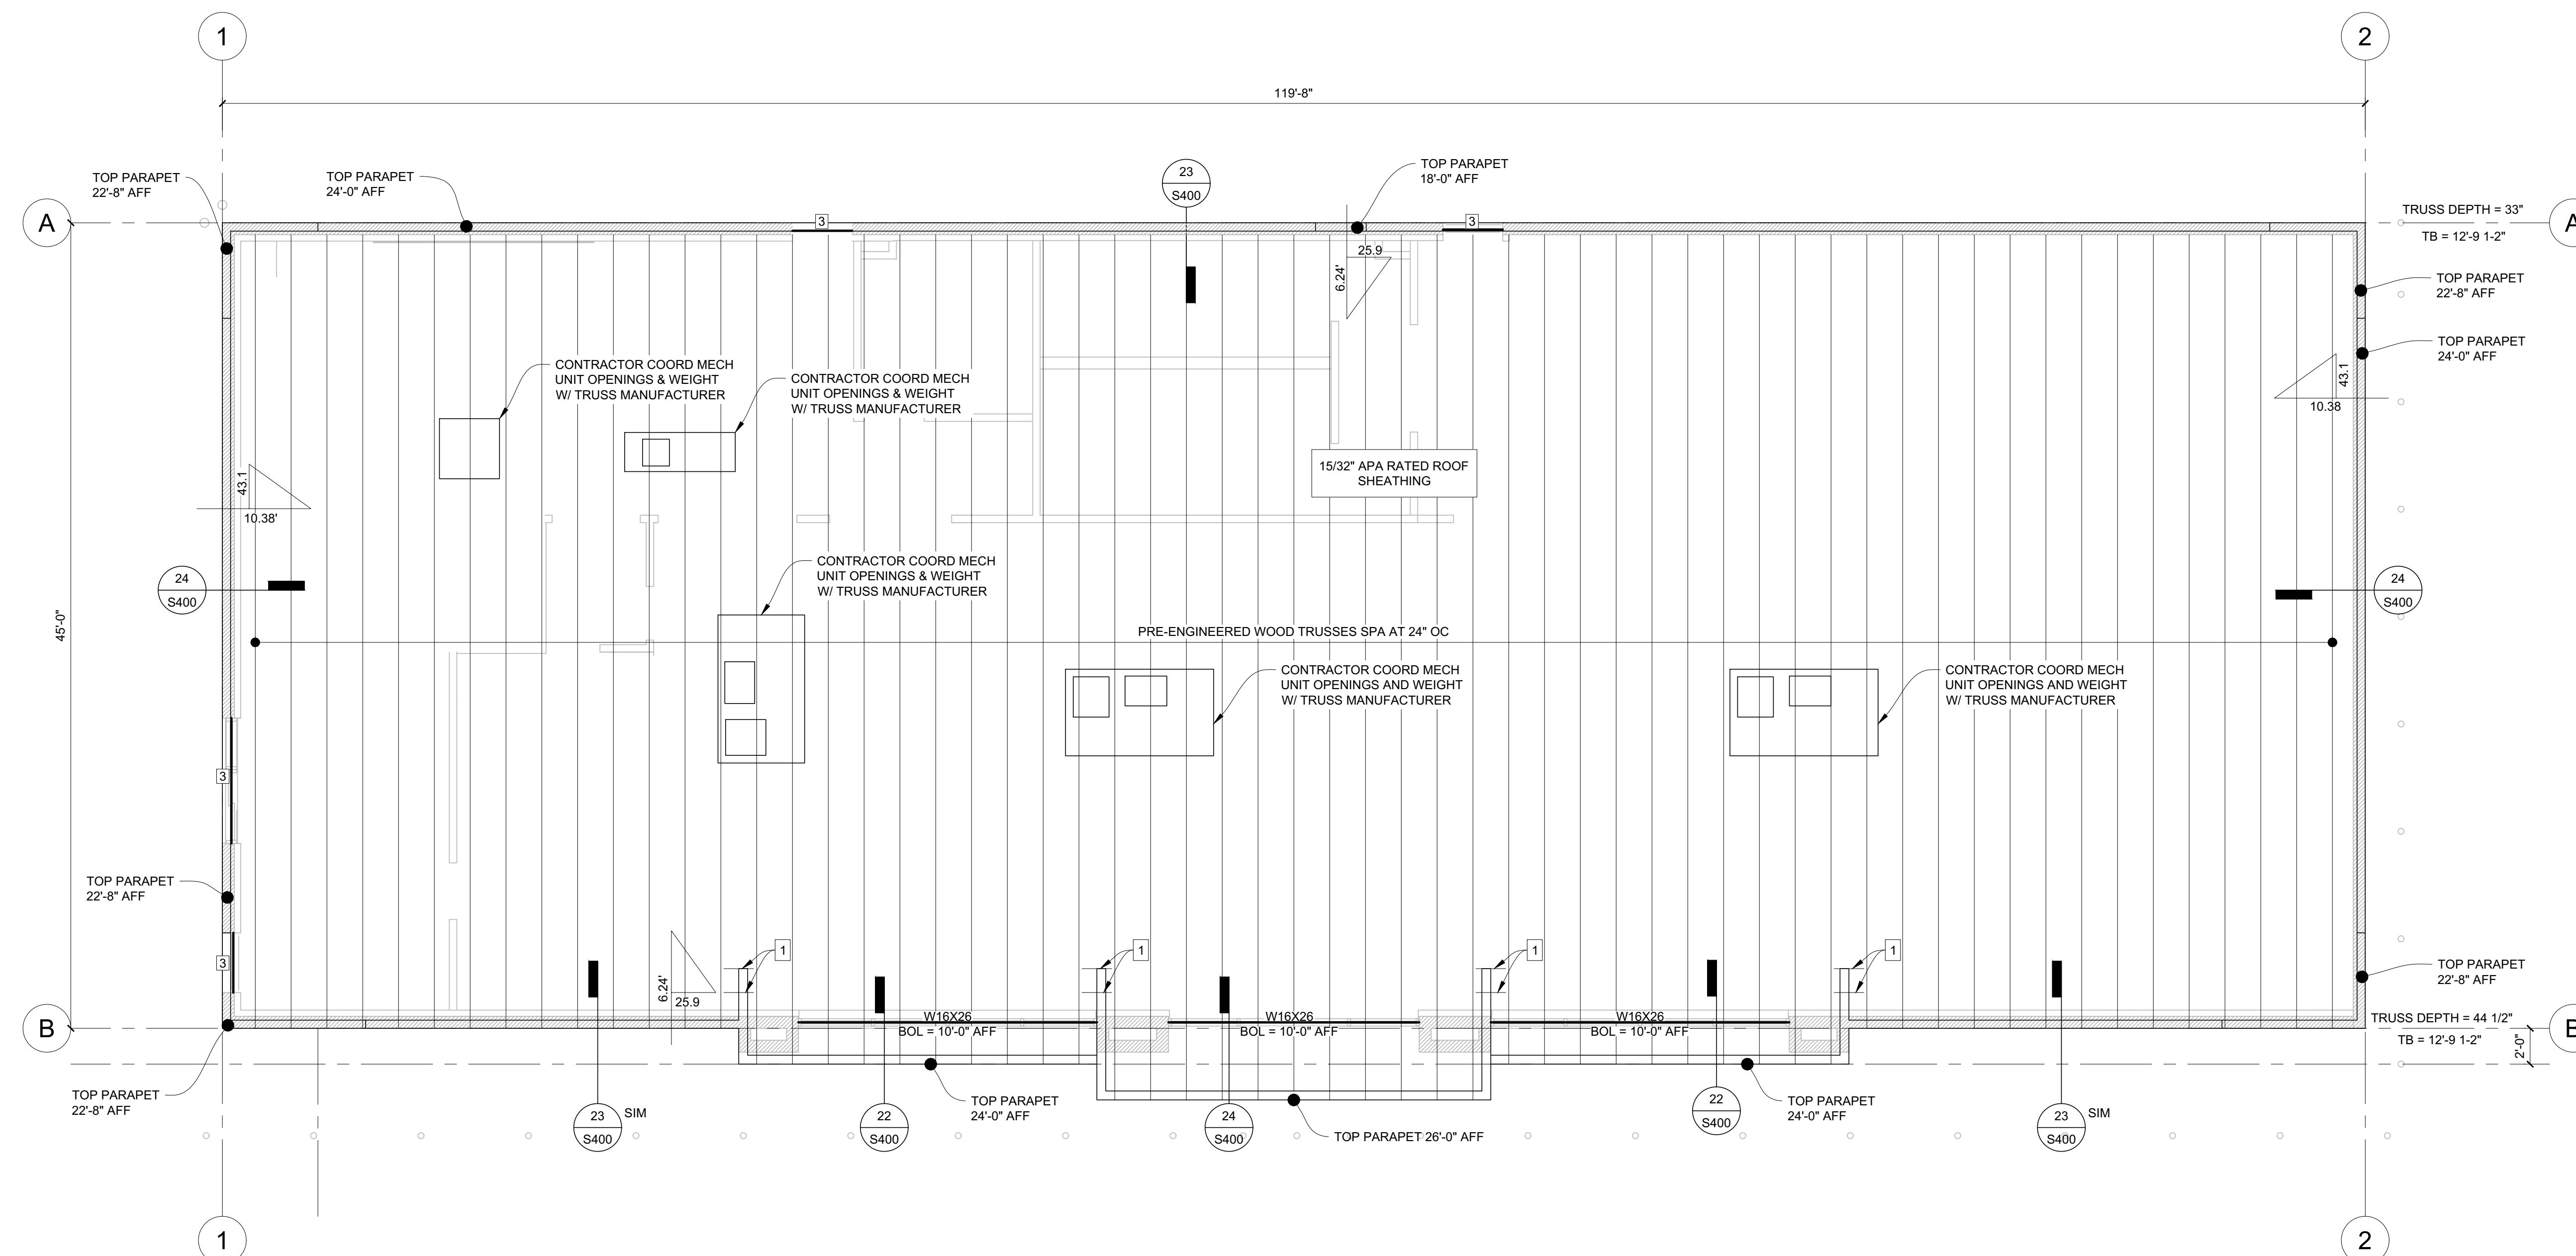 1
2
119'-8"
TOP PARAPET
22'-8" AFF
TOP PARAPET
24'-0" AFF
23
S400
TOP PARAPET
18'-0" AFF
A
3
3
TRUSS DEPTH = 33"
TB = 12'-9 1-2"
A
25.9
6.24'
TOP PARAPET
22'-8" AFF
TOP PARAPET
24'-0" AFF
CONTRACTOR COORD MECH
UNIT OPENINGS & WEIGHT
W/ TRUSS MANUFACTURER
CONTRACTOR COORD MECH
UNIT OPENINGS & WEIGHT
W/ TRUSS MANUFACTURER
43.1
10.38
15/32" APA RATED ROOF
SHEATHING
43.1
10.38'
24
S400
24
S400
45'-0"
CONTRACTOR COORD MECH
UNIT OPENINGS & WEIGHT
W/ TRUSS MANUFACTURER
PRE-ENGINEERED WOOD TRUSSES SPA AT 24" OC
CONTRACTOR COORD MECH
UNIT OPENINGS AND WEIGHT
W/ TRUSS MANUFACTURER
CONTRACTOR COORD MECH
UNIT OPENINGS AND WEIGHT
W/ TRUSS MANUFACTURER
3
TOP PARAPET
22'-8" AFF
3
1
1
1
1
6.24'
25.9
TOP PARAPET
22'-8" AFF
B
W16X26
BOL = 10'-0" AFF
W16X26
BOL = 10'-0" AFF
W16X26
BOL = 10'-0" AFF
TRUSS DEPTH = 44 1/2"
TB = 12'-9 1-2"
B
2'-0"
TOP PARAPET
22'-8" AFF
23
S400
SIM
22
S400
TOP PARAPET
24'-0" AFF
24
S400
TOP PARAPET 26'-0" AFF
22
S400
TOP PARAPET
24'-0" AFF
23
S400
SIM
1
2